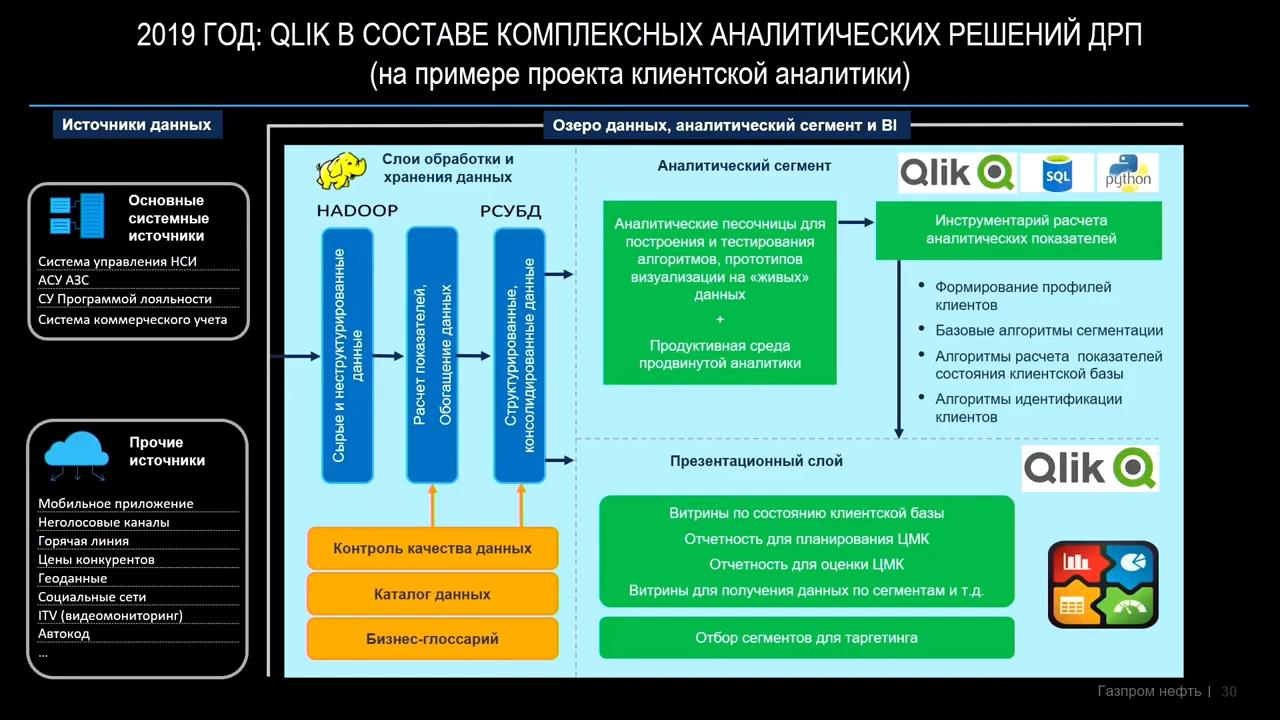 2019 ГОД: QLIK В СОСТАВЕ КОМПЛЕКСНЫХ АНАЛИТИЧЕСКИХ РЕШЕНИЙ ДРП
(на примере проекта клиентской аналитики)
Источники данных
Озеро данных, аналитический сегмент и BI
Основные
системные
источники
Система управления НСИ
АСУ АЗС
СУ Программой лояльности
Система коммерческого учета
Прочие
источники
Мобильное приложение
Неголосовые каналы
Горячая линия
Цены конкурентов
Геоданные
Социальные сети
ITV (видеомониторинг)
Автокод
...
Слои обработки и
хранения данных
HADOOP
РСУБД
Сырые и неструктурированные
данные
Расчет показателей,
Обогащение данных
Структурированные,
консолидированные данные
Контроль качества данных
Каталог данных
Бизнес-глоссарий
Аналитический сегмент
Qlik
SQL
python
Аналитические песочницы для
построения и тестирования
алгоритмов, прототипов
визуализации на «живых»
данных
+
Продуктивная среда
продвинутой аналитики
Инструментарий расчета
аналитических показателей
• Формирование профилей
клиентов
• Базовые алгоритмы сегментации
• Алгоритмы расчета показателей
состояния клиентской базы
• Алгоритмы идентификации
клиентов
Презентационный слой
Qlik
Витрины по состоянию клиентской базы
Отчетность для планирования ЦМК
Отчетность для оценки ЦМК
Витрины для получения данных по сегментам и т.д.
Отбор сегментов для таргетинга
Газпром нефть | 30